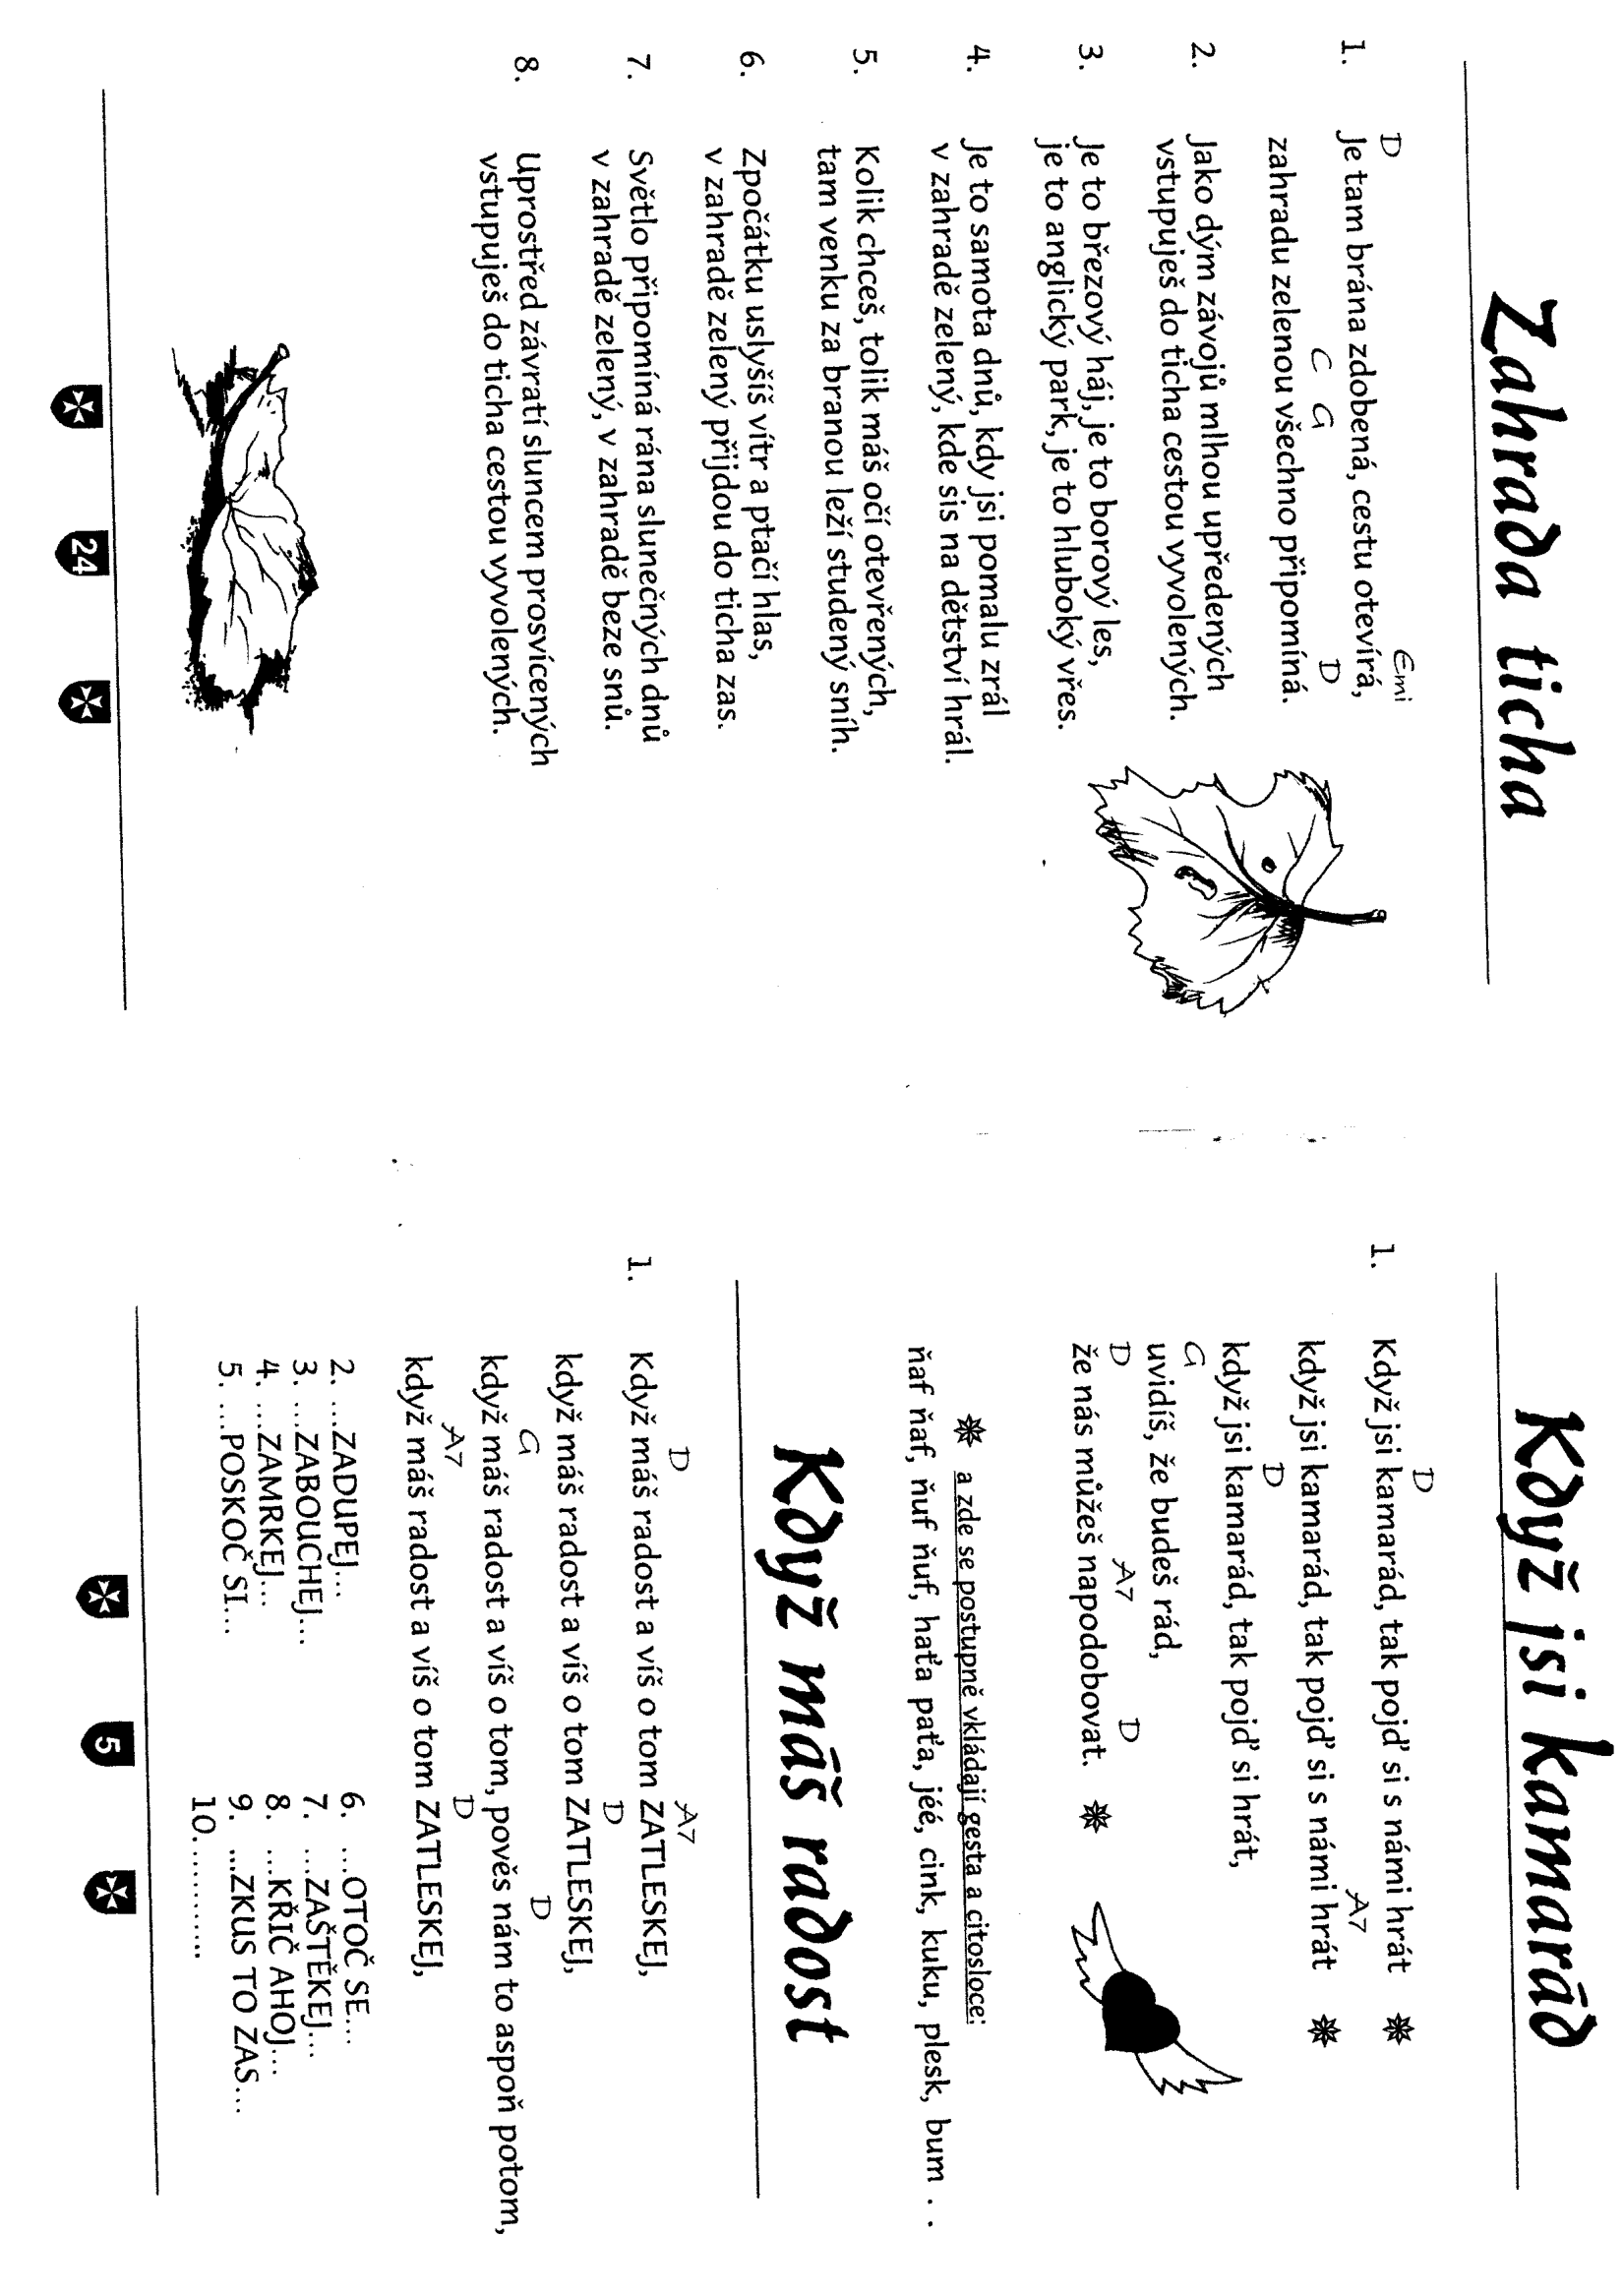 Zahrada ticha
D Emi
1. Je tam brána zdobená, cestu otevírá,
C G D
zahradu zelenou všechno připomíná.
2. Jako dým závojů mlhou upředených
vstupuješ do ticha cestou vyvolených.
3. Je to březový háj, je to borový les,
je to anglický park, je to hluboký vřes.
4. Je to samota dnů, kdy jsi pomalu zrál
v zahradě zelený, kde sis na dětství hrál.
5. Kolik chceš, tolik máš očí otevřených,
tam venku za branou leží studený sníh.
6. Zpočátku uslyšíš vítr a ptačí hlas,
v zahradě zelený přijdou do ticha zas.
7. Světlo připomíná rána slunečných dnů
v zahradě zelený, v zahradě beze snů.
8. Uprostřed závratí sluncem prosvícených
vstupuješ do ticha cestou vyvolených.
24
Když jsi kamarád
D
1. Když jsi kamarád, tak pojď si s námi hrát
A7
když jsi kamarád, tak pojď si s námi hrát
D
když jsi kamarád, tak pojď si hrát,
G
uvidíš, že budeš rád,
D A7 D
že nás můžeš napodobovat.
a zde se postupně vkládají gesta a citosloce:
ňaf ňaf, ňuf ňuf, haťa paťa, jéé, cink, kuku, plesk, bum . .
Když máš radost
D A7
1. Když máš radost a víš o tom ZATLESKEJ,
D
když máš radost a víš o tom ZATLESKEJ,
G D
když máš radost a víš o tom, pověs nám to aspoň potom,
A7 D
když máš radost a víš o tom ZATLESKEJ,
2. ...ZADUPEJ...
3. ...ZABOUCHEJ...
4. ...ZAMRKEJ...
5. ...POSKOČ SI...
6. ...OTOČ SE...
7. ...ZAŠTĚKEJ...
8. ...KŘIČ AHOJ...
9. ...ZKUS TO ZAS...
10. ...........
5